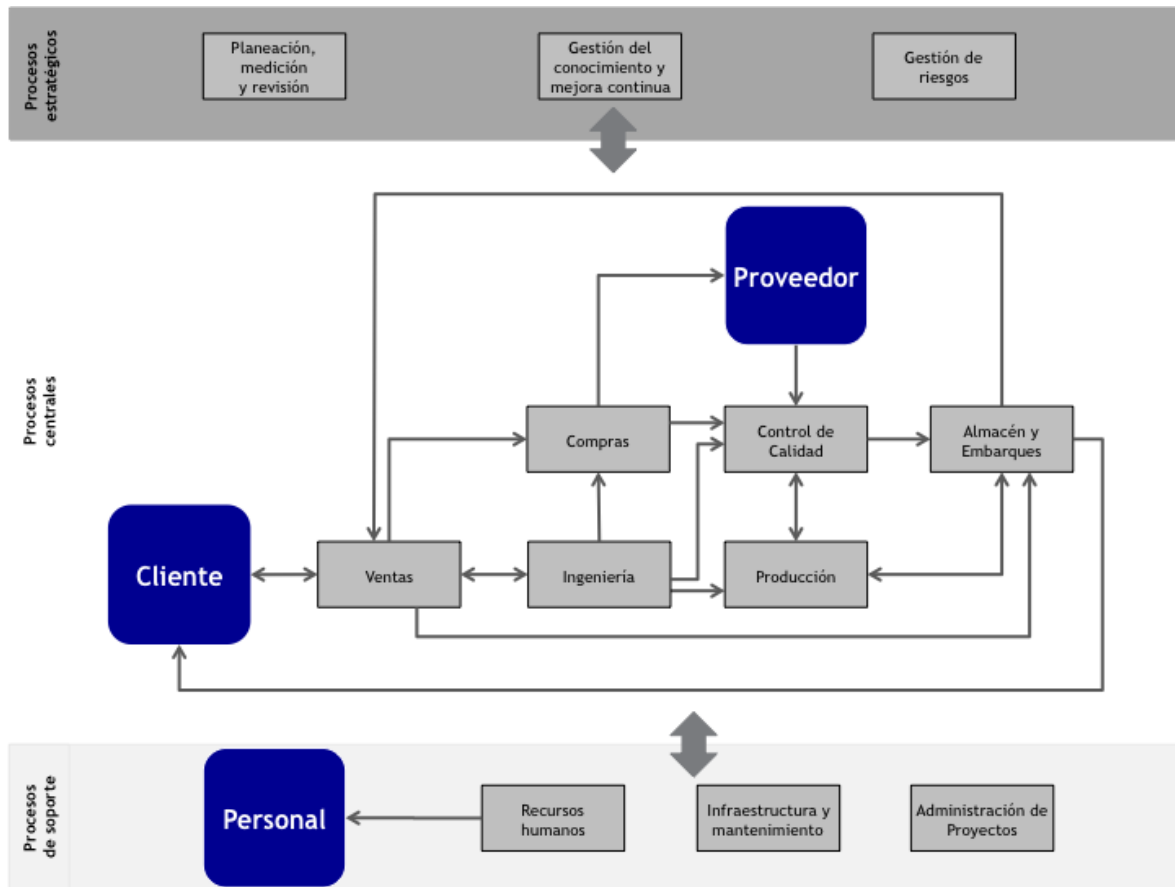 Procesos
estratégicos
Planeación,
medición
y revisión
Gestión del
conocimiento y
mejora continua
Gestión de
riesgos
Procesos
centrales
Proveedor
Compras
Control de
Calidad
Almacén y
Embarques
Cliente
Ventas
Ingeniería
Producción
Procesos
de soporte
Personal
Recursos
humanos
Infraestructura y
mantenimiento
Administración de
Proyectos